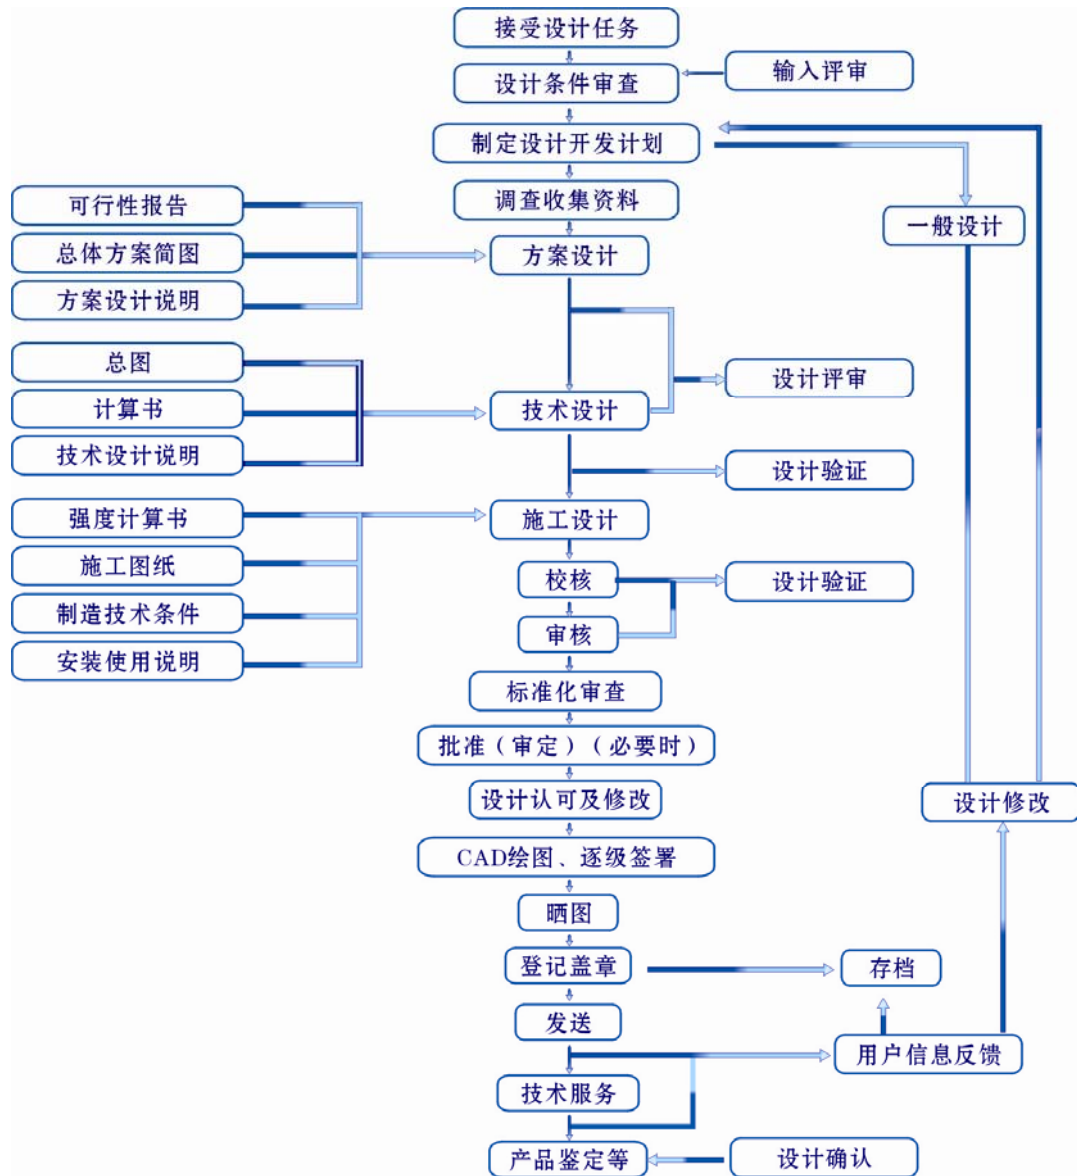 接受设计任务
设计条件审查
输入评审
制定设计开发计划
可行性报告
调查收集资料
一般设计
总体方案简图
方案设计
方案设计说明
总图
设计评审
计算书
技术设计
技术设计说明
设计验证
强度计算书
施工设计
施工图纸
校核
设计验证
制造技术条件
审核
安装使用说明
标准化审查
批准（审定）（必要时）
设计认可及修改
设计修改
CAD绘图、逐级签署
晒图
登记盖章
存档
发送
用户信息反馈
技术服务
产品鉴定等
设计确认